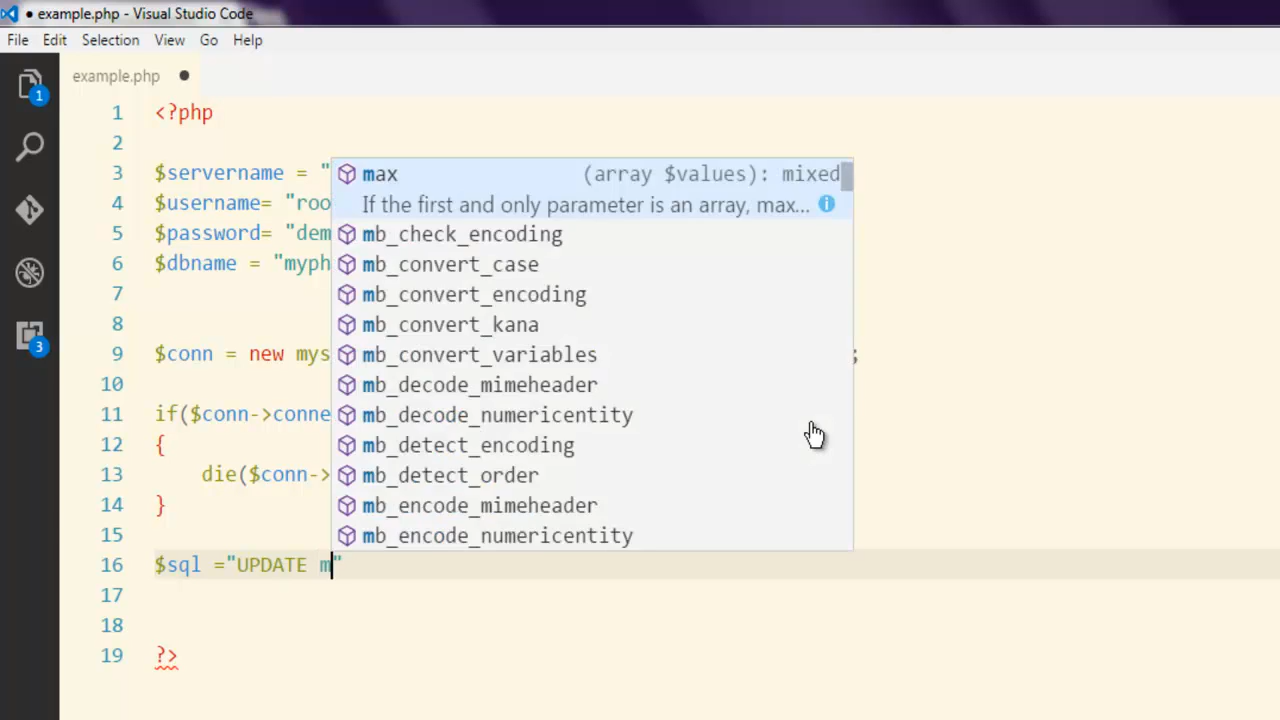 example.php - Visual Studio Code
File Edit Selection View Go Help
example.php
1
1 <?php
2
3 $servername = "
4 $username= "roo
5 $password= "dem
6 $dbname = "myph
7
8
9 $conn = new mys ;
10
11 if($conn->conne
12 {
13 die($conn->
14 }
15
16 $sql ="UPDATE m"
17
18
19 ?>
3
max (array $values): mixed
If the first and only parameter is an array, max...
mb_check_encoding
mb_convert_case
mb_convert_encoding
mb_convert_kana
mb_convert_variables
mb_decode_mimeheader
mb_decode_numericentity
mb_detect_encoding
mb_detect_order
mb_encode_mimeheader
mb_encode_numericentity